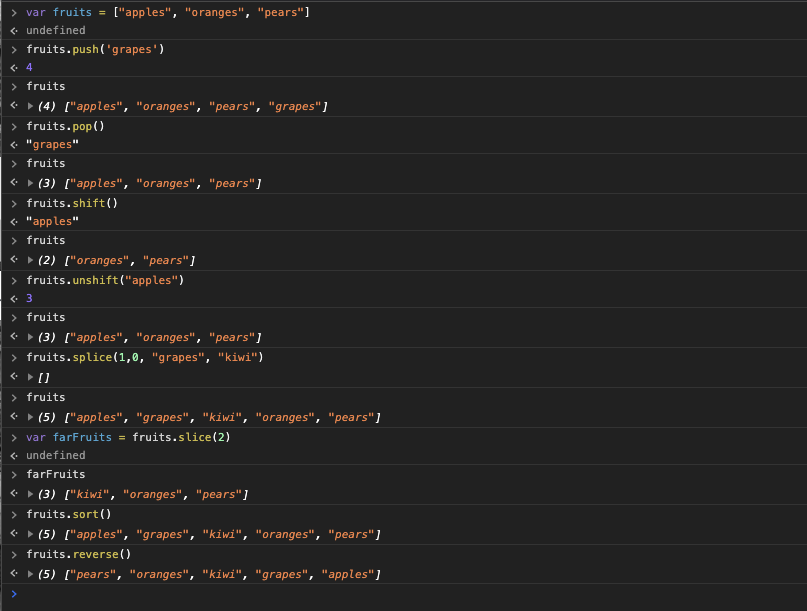 > var fruits = ["apples", "oranges", "pears"]
<· undefined
> fruits.push('grapes')
<· 4
> fruits
<· ▶(4) ["apples", "oranges", "pears", "grapes"]
> fruits.pop()
<· "grapes"
> fruits
<· ▶(3) ["apples", "oranges", "pears"]
> fruits.shift()
<· "apples"
> fruits
<· ▶(2) ["oranges", "pears"]
> fruits.unshift("apples")
<· 3
> fruits
<· ▶(3) ["apples", "oranges", "pears"]
> fruits.splice(1,0, "grapes", "kiwi")
<· ▶[]
> fruits
<· ▶(5) ["apples", "grapes", "kiwi", "oranges", "pears"]
> var farFruits = fruits.slice(2)
<· undefined
> farFruits
<· ▶(3) ["kiwi", "oranges", "pears"]
> fruits.sort()
<· ▶(5) ["apples", "grapes", "kiwi", "oranges", "pears"]
> fruits.reverse()
<· ▶(5) ["pears", "oranges", "kiwi", "grapes", "apples"]
>